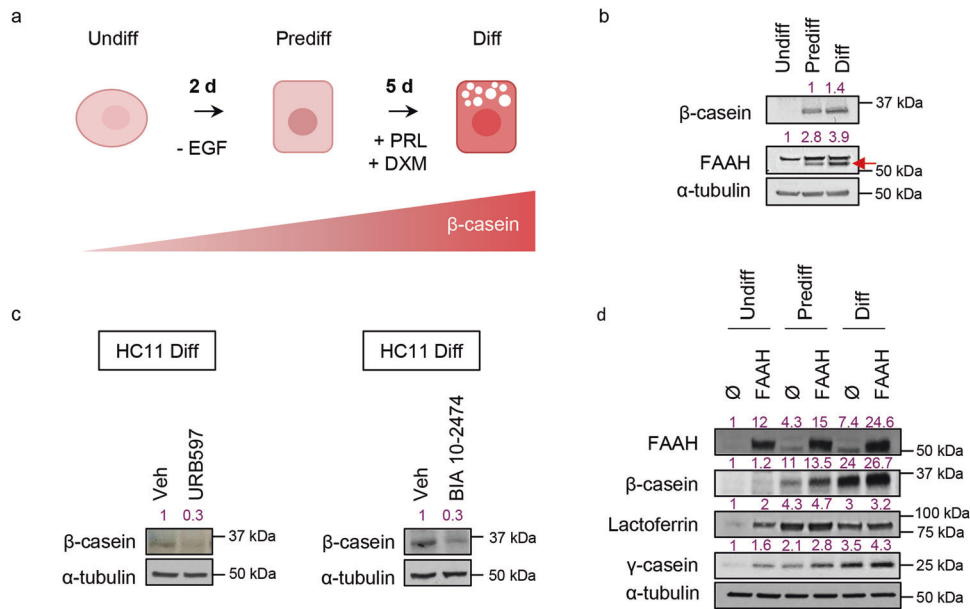 a
Undiff Prediff Diff
2 d 5 d
- EGF + PRL
+ DXM
β-casein
b
Undiff Prediff Diff
1 1.4
β-casein 37 kDa
1 2.8 3.9
FAAH 50 kDa
α-tubulin 50 kDa
c
HC11 Diff
Veh URB597
1 0.3
β-casein 37 kDa
α-tubulin 50 kDa
HC11 Diff
Veh BIA 10-2474
1 0.3
β-casein 37 kDa
α-tubulin 50 kDa
d
Undiff Prediff Diff
Ø FAAH Ø FAAH Ø FAAH
1 12 4.3 15 7.4 24.6
FAAH 50 kDa
1 1.2 11 13.5 24 26.7
β-casein 37 kDa
1 2 4.3 4.7 3 3.2
Lactoferrin 100 kDa
75 kDa
1 1.6 2.1 2.8 3.5 4.3
γ-casein 25 kDa
α-tubulin 50 kDa